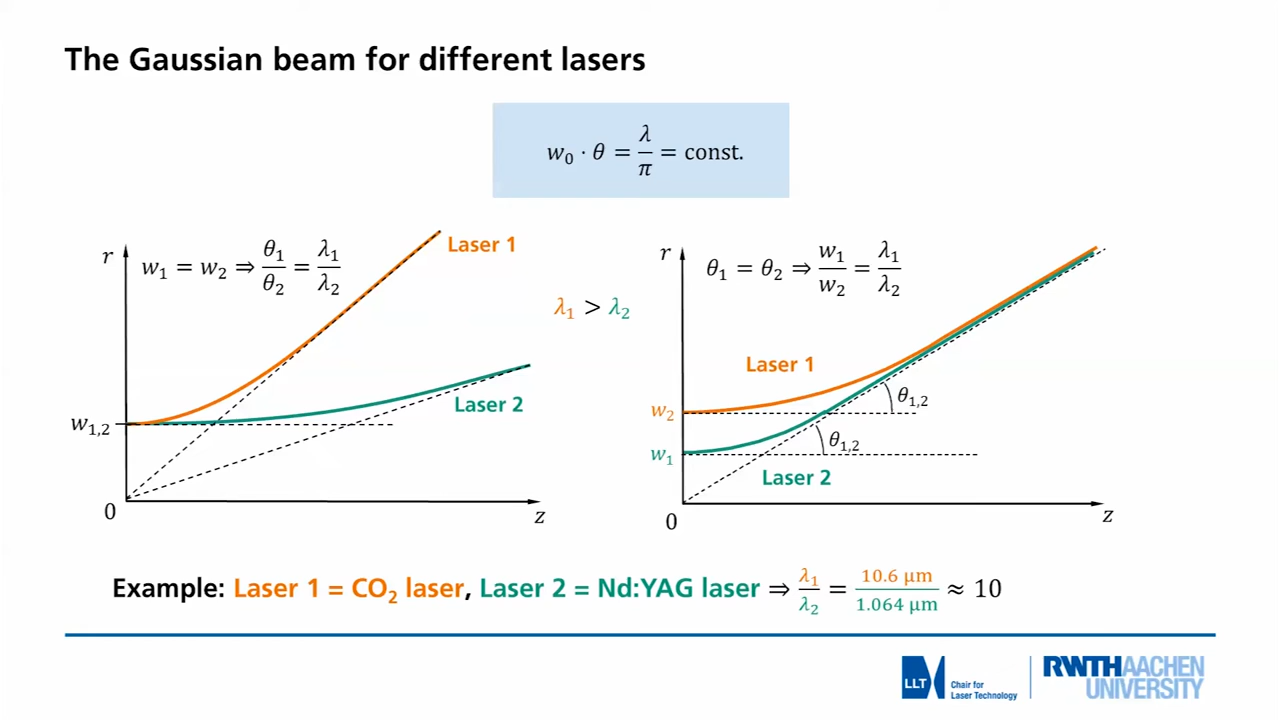 The Gaussian beam for different lasers
w₀ · θ = λ/π = const.
r
w₁ = w₂ ⇒ θ₁/θ₂ = λ₁/λ₂
Laser 1
Laser 2
w₁,₂
0
z
λ₁ > λ₂
r
θ₁ = θ₂ ⇒ w₁/w₂ = λ₁/λ₂
Laser 1
w₂
θ₁,₂
θ₁,₂
w₁
Laser 2
0
z
Example: Laser 1 = CO₂ laser, Laser 2 = Nd:YAG laser ⇒ λ₁/λ₂ = 10.6 µm/1.064 µm ≈ 10
LLT
Chair for
Laser Technology
RWTHAACHEN
UNIVERSITY